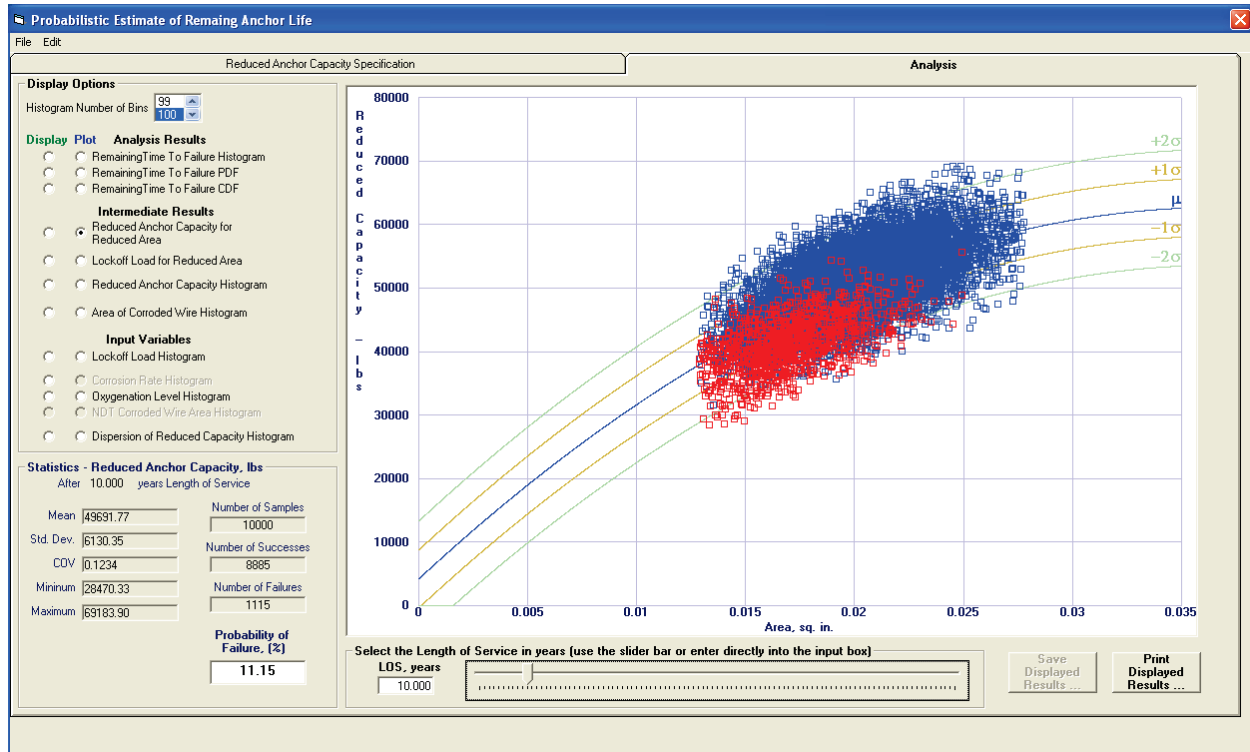 Probabilistic Estimate of Remaing Anchor Life
File Edit
Reduced Anchor Capacity Specification
Analysis
Display Options
Histogram Number of Bins
99
100
Display Plot Analysis Results
RemainingTime To Failure Histogram
RemainingTime To Failure PDF
RemainingTime To Failure CDF
Intermediate Results
Reduced Anchor Capacity for
Reduced Area
Lockoff Load for Reduced Area
Reduced Anchor Capacity Histogram
Area of Corroded Wire Histogram
Input Variables
Lockoff Load Histogram
Corrosion Rate Histogram
Oxygenation Level Histogram
NDT Corroded Wire Area Histogram
Dispersion of Reduced Capacity Histogram
Statistics - Reduced Anchor Capacity, lbs
After 10.000 years Length of Service
Mean 49691.77
Std. Dev. 6130.35
COV 0.1234
Mininum 28470.33
Maximum 69183.90
Number of Samples
10000
Number of Successes
8885
Number of Failures
1115
Probability of
Failure, (%)
11.15
Reduced Capacity – lbs
80000
70000
60000
50000
40000
30000
20000
10000
0
0 0.005 0.01 0.015 0.02 0.025 0.03 0.035
Area, sq. in.
+2σ
+1σ
μ
−1σ
−2σ
Select the Length of Service in years (use the slider bar or enter directly into the input box)
LOS, years
10.000
Save
Displayed
Results ...
Print
Displayed
Results ...